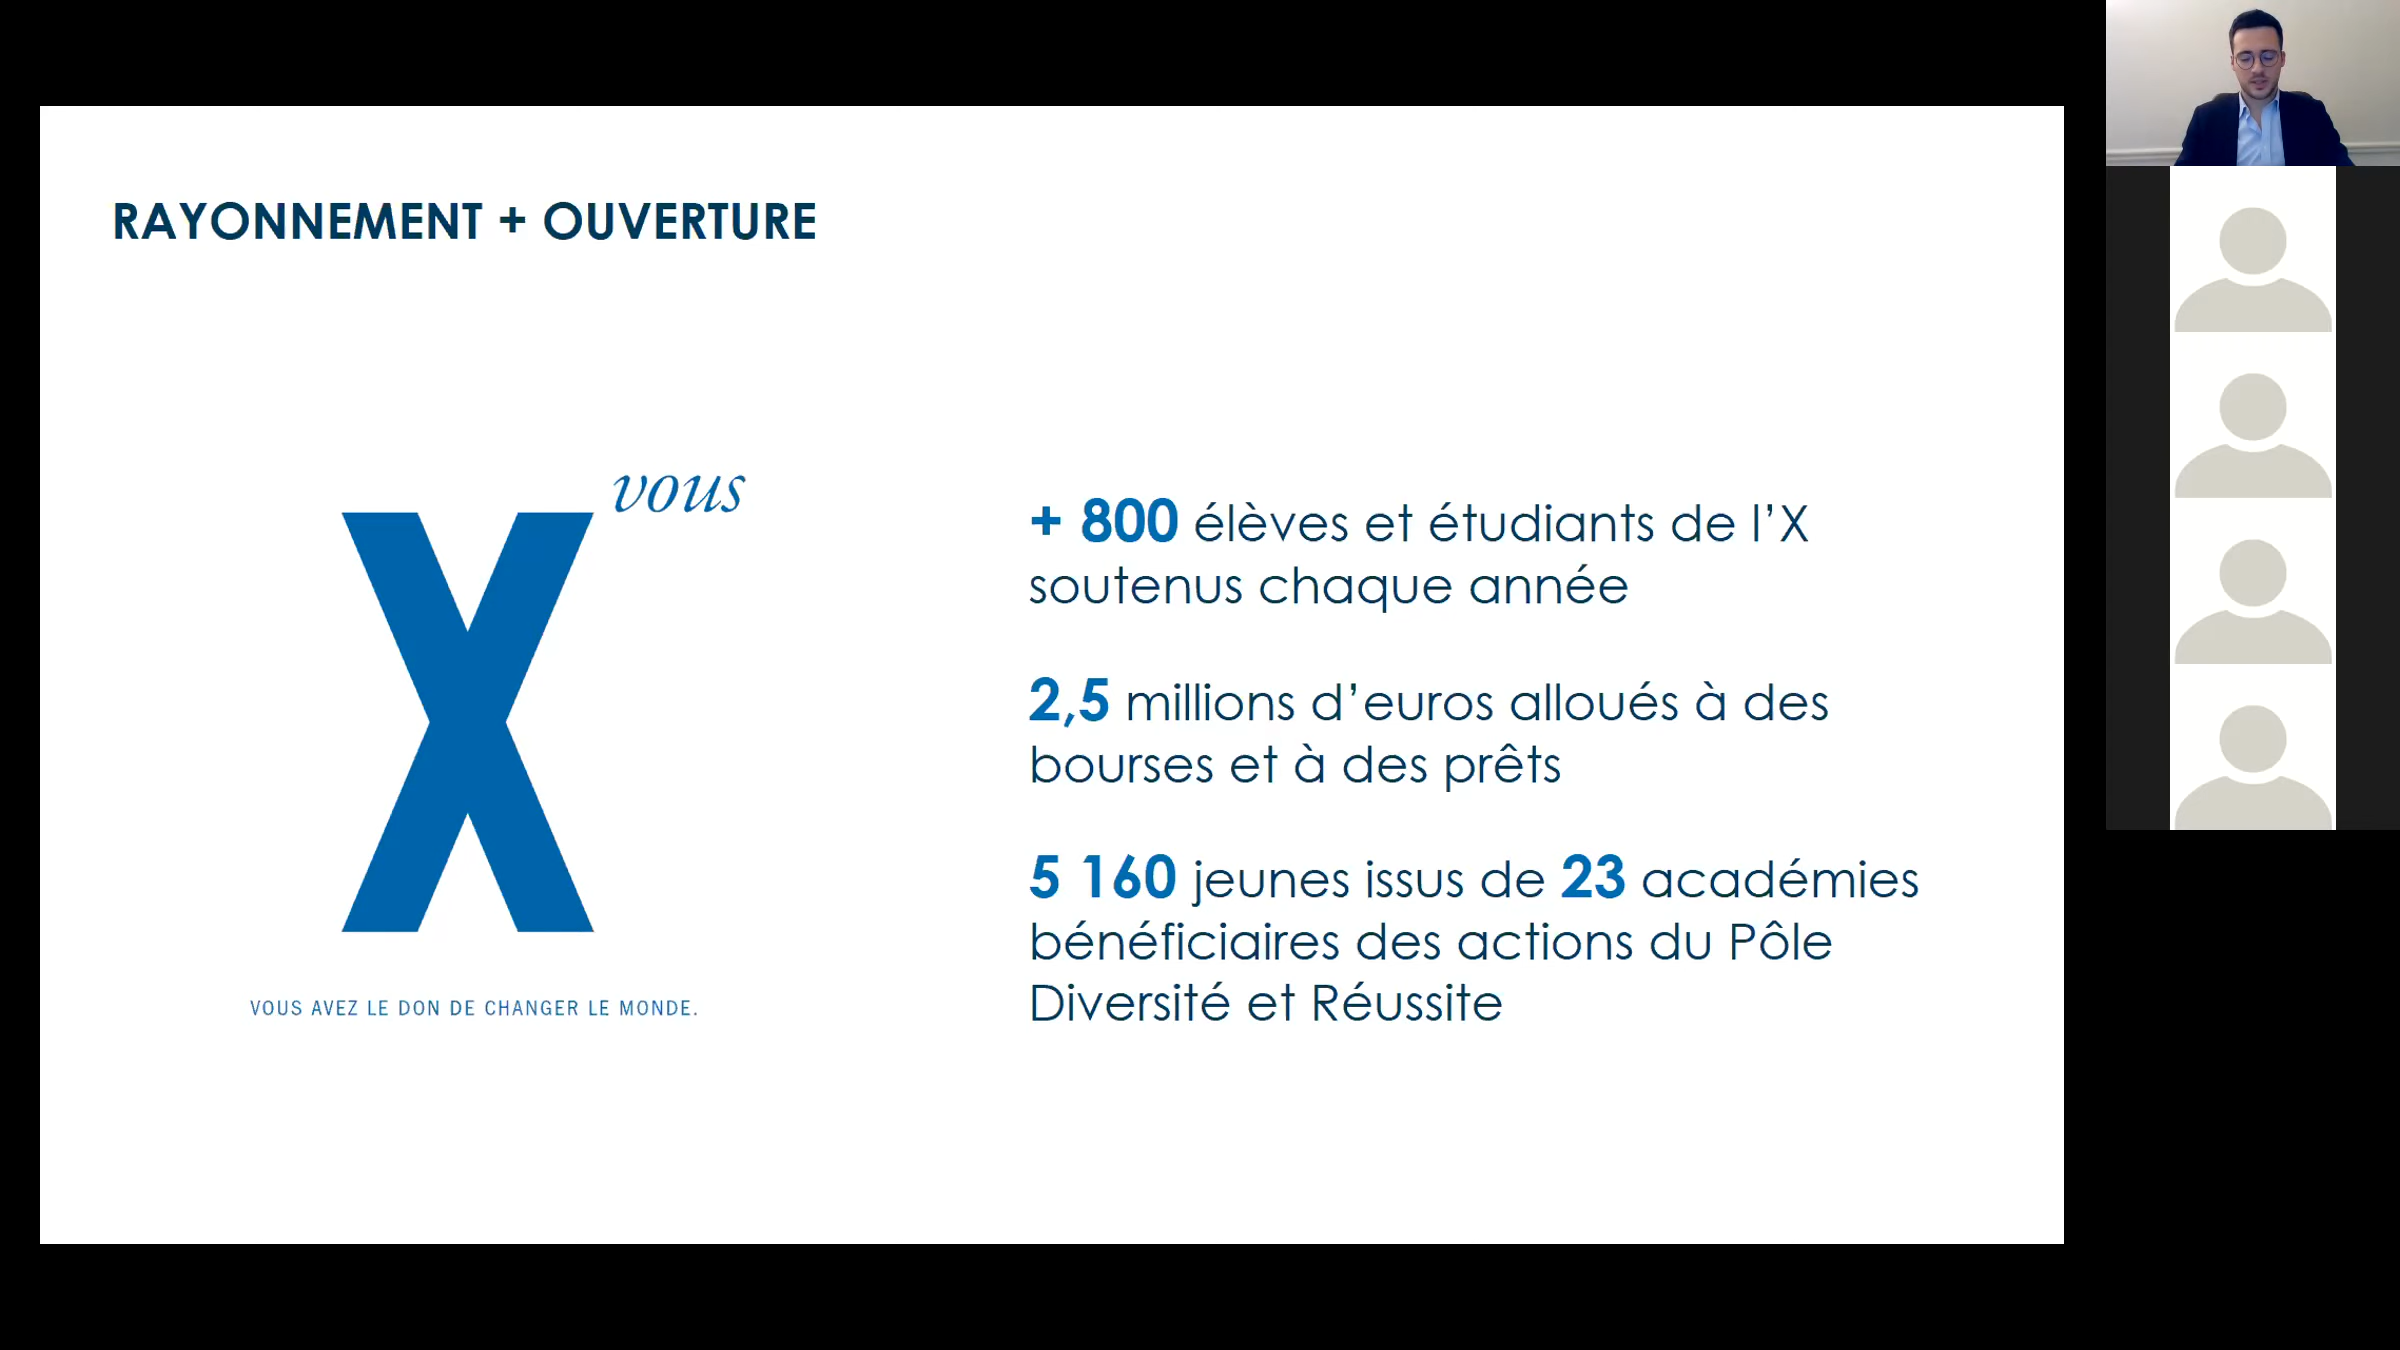 RAYONNEMENT + OUVERTURE
X vous
VOUS AVEZ LE DON DE CHANGER LE MONDE.
+ 800 élèves et étudiants de l’X
soutenus chaque année
2,5 millions d’euros alloués à des
bourses et à des prêts
5 160 jeunes issus de 23 académies
bénéficiaires des actions du Pôle
Diversité et Réussite